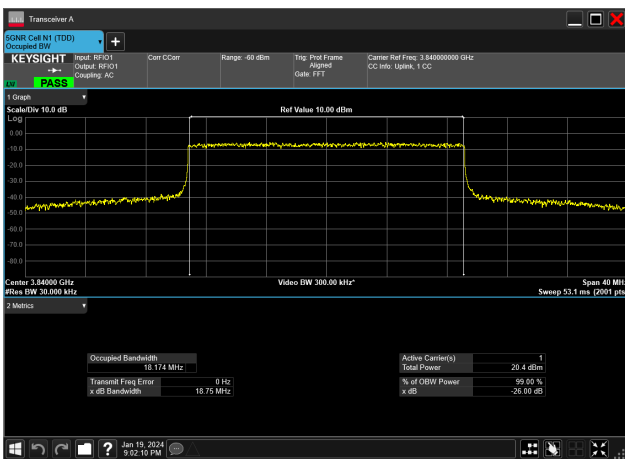 Transceiver A
5GNR Cell N1 (TDD)
Occupied BW
KEYSIGHT
PASS
Input: RFIO1
Output: RFIO1
Coupling: AC
Corr CCorr
Range: -60 dBm
Trig: Prot Frame
Aligned
Gate: FFT
Carrier Ref Freq: 3.840000000 GHz
CC Info: Uplink, 1 CC
1 Graph
Scale/Div 10.0 dB
Ref Value 10.00 dBm
Log
0.00
-10.0
-20.0
-30.0
-40.0
-50.0
-60.0
-70.0
-80.0
Center 3.84000 GHz
Video BW 300.00 kHz*
Span 40 MHz
#Res BW 30.000 kHz
Sweep 53.1 ms (2001 pts
2 Metrics
Occupied Bandwidth
18.174 MHz
Transmit Freq Error 0 Hz
x dB Bandwidth 18.75 MHz
Active Carrier(s) 1
Total Power 20.4 dBm
% of OBW Power 99.00 %
x dB -26.00 dB
?
Jan 19, 2024
9:02:10 PM